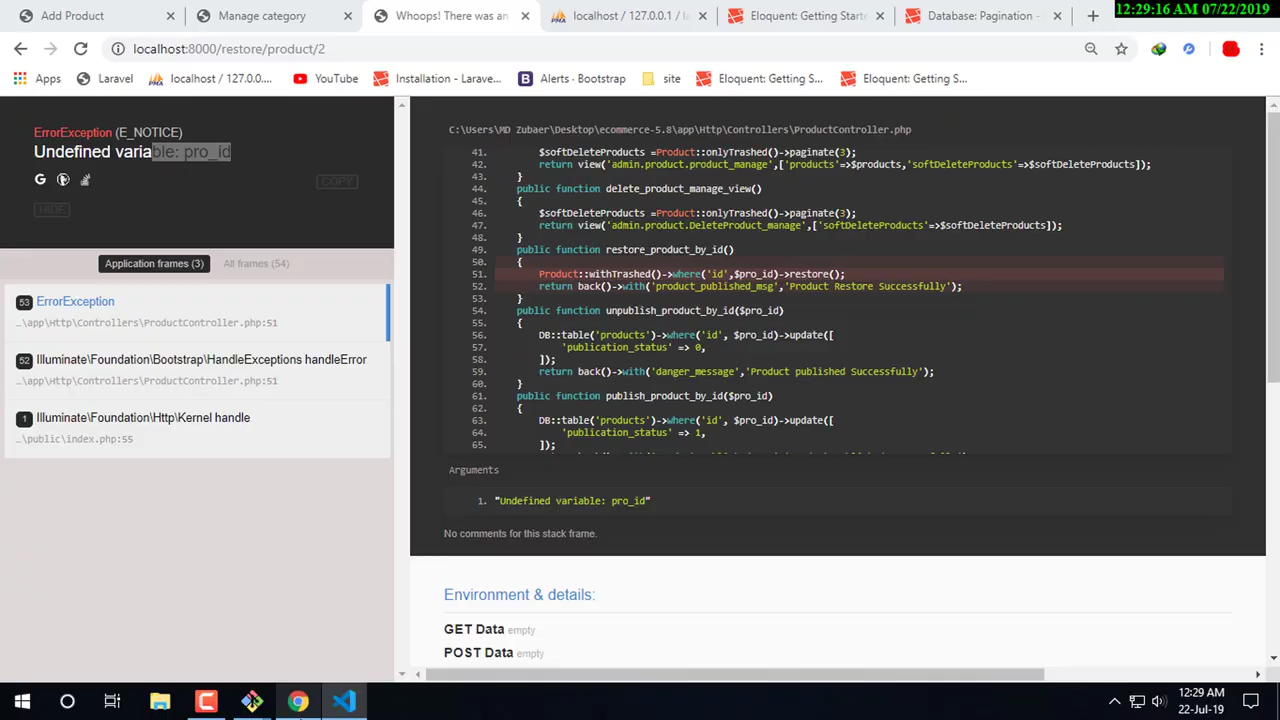 Add Product
Manage category
Whoops! There was an
localhost / 127.0.0.1 / la
Eloquent: Getting Starte
Database: Pagination -
12:29:16 AM 07/22/2019
localhost:8000/restore/product/2
Apps
Laravel
localhost / 127.0.0....
YouTube
Installation - Larave...
Alerts · Bootstrap
site
Eloquent: Getting S...
Eloquent: Getting S...
ErrorException (E_NOTICE)
Undefined variable: pro_id
COPY
HIDE
Application frames (3)
All frames (54)
53 ErrorException
…\app\Http\Controllers\ProductController.php:51
52 Illuminate\Foundation\Bootstrap\HandleExceptions handleError
…\app\Http\Controllers\ProductController.php:51
1 Illuminate\Foundation\Http\Kernel handle
…\public\index.php:55
C:\Users\MD Zubaer\Desktop\ecommerce-5.8\app\Http\Controllers\ProductController.php
41. $softDeleteProducts =Product::onlyTrashed()->paginate(3);
42. return view('admin.product.product_manage',['products'=>$products,'softDeleteProducts'=>$softDeleteProducts]);
43. }
44. public function delete_product_manage_view()
45. {
46. $softDeleteProducts =Product::onlyTrashed()->paginate(3);
47. return view('admin.product.DeleteProduct_manage',['softDeleteProducts'=>$softDeleteProducts]);
48. }
49. public function restore_product_by_id()
50. {
51. Product::withTrashed()->where('id',$pro_id)->restore();
52. return back()->with('product_published_msg','Product Restore Successfully');
53. }
54. public function unpublish_product_by_id($pro_id)
55. {
56. DB::table('products')->where('id', $pro_id)->update([
57. 'publication_status' => 0,
58. ]);
59. return back()->with('danger_message','Product published Successfully');
60. }
61. public function publish_product_by_id($pro_id)
62. {
63. DB::table('products')->where('id', $pro_id)->update([
64. 'publication_status' => 1,
65. ]);
Arguments
1. "Undefined variable: pro_id"
No comments for this stack frame.
Environment & details:
GET Data empty
POST Data empty
12:29 AM
22-Jul-19